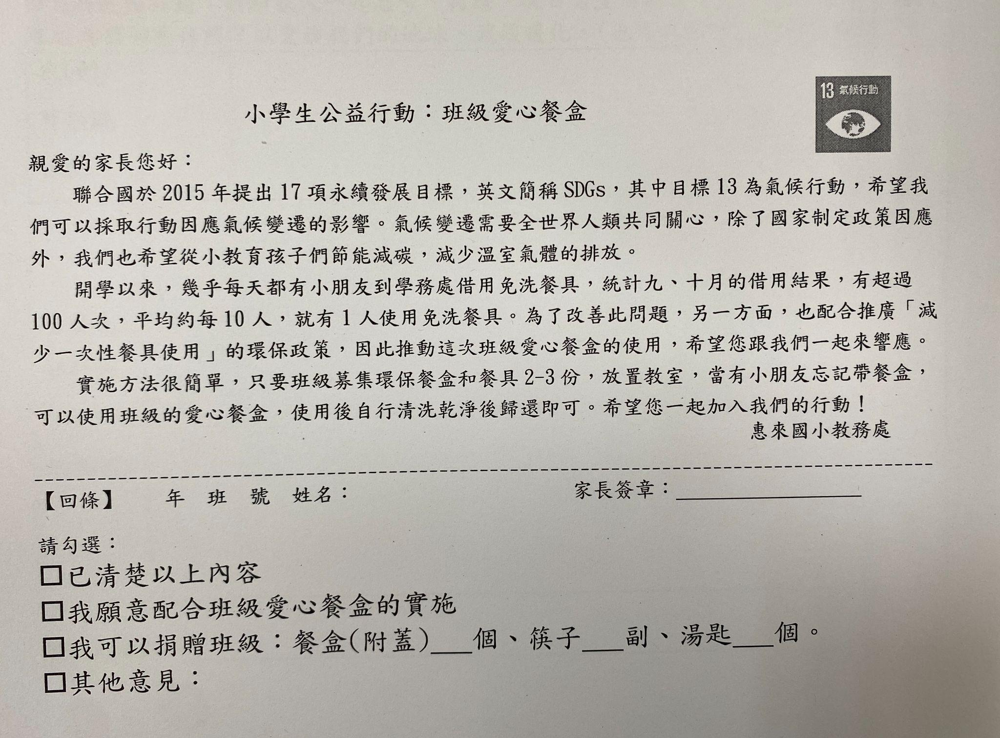 13 氣候行動
小學生公益行動：班級愛心餐盒
親愛的家長您好：
聯合國於 2015 年提出 17 項永續發展目標，英文簡稱 SDGs，其中目標 13 為氣候行動，希望我
們可以採取行動因應氣候變遷的影響。氣候變遷需要全世界人類共同關心，除了國家制定政策因應
外，我們也希望從小教育孩子們節能減碳，減少溫室氣體的排放。
開學以來，幾乎每天都有小朋友到學務處借用免洗餐具，統計九、十月的借用結果，有超過
100 人次，平均約每 10 人，就有 1 人使用免洗餐具。為了改善此問題，另一方面，也配合推廣「減
少一次性餐具使用」的環保政策，因此推動這次班級愛心餐盒的使用，希望您跟我們一起來響應。
實施方法很簡單，只要班級募集環保餐盒和餐具 2-3 份，放置教室，當有小朋友忘記帶餐盒，
可以使用班級的愛心餐盒，使用後自行清洗乾淨後歸還即可。希望您一起加入我們的行動！
惠來國小教務處
【回條】 年 班 號 姓名： 家長簽章：＿＿＿＿＿＿＿＿
請勾選：
□已清楚以上內容
□我願意配合班級愛心餐盒的實施
□我可以捐贈班級：餐盒(附蓋)___個、筷子___副、湯匙___個。
□其他意見：